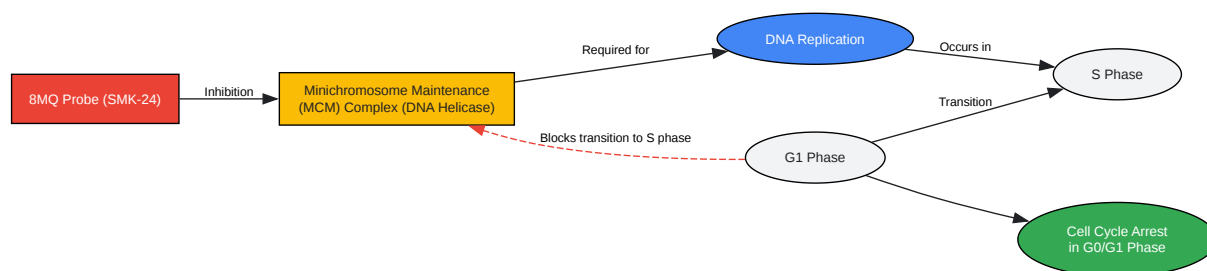 8MQ Probe (SMK-24)
Inhibition
Minichromosome Maintenance
(MCM) Complex (DNA Helicase)
Required for
DNA Replication
Occurs in
S Phase
Transition
Blocks transition to S phase
G1 Phase
Cell Cycle Arrest
in G0/G1 Phase